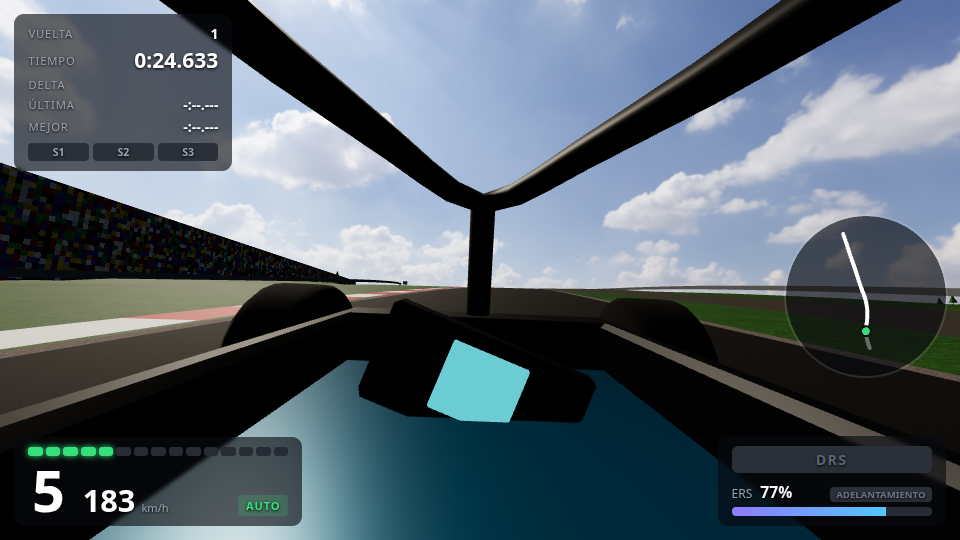 VUELTA 1
TIEMPO 0:24.633
DELTA
ÚLTIMA -:--.---
MEJOR -:--.---
S1 S2 S3
5 183 km/h AUTO
DRS
ERS 77% ADELANTAMIENTO